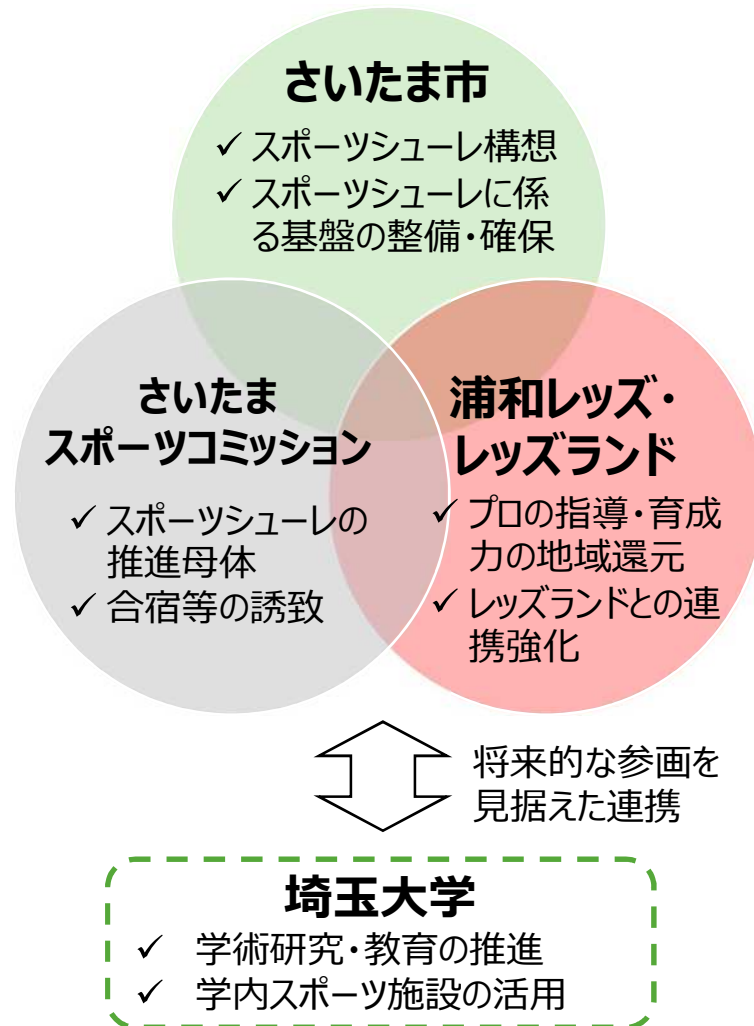 さいたま市
✓ スポーツシューレ構想
✓ スポーツシューレに係
る基盤の整備・確保
さいたま
スポーツコミッション
✓ スポーツシューレの
推進母体
✓ 合宿等の誘致
浦和レッズ・
レッズランド
✓ プロの指導・育成
力の地域還元
✓ レッズランドとの連
携強化
将来的な参画を
見据えた連携
埼玉大学
✓ 学術研究・教育の推進
✓ 学内スポーツ施設の活用